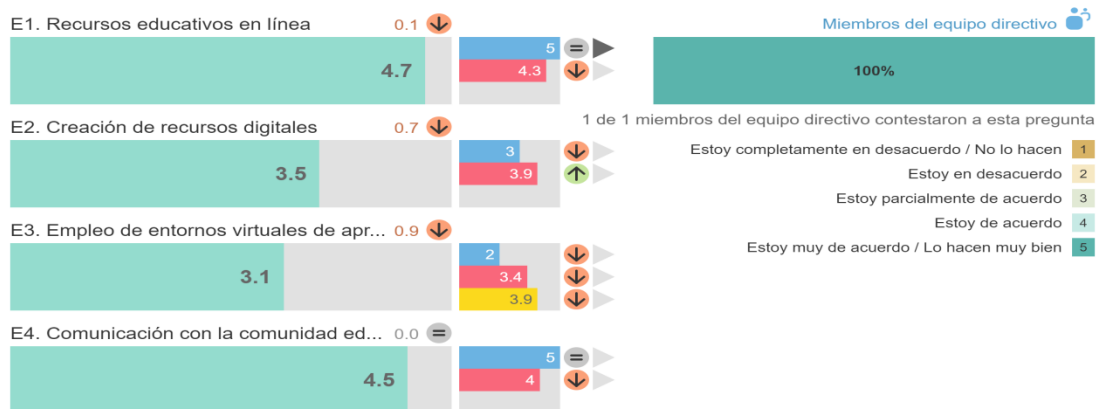 E1. Recursos educativos en línea 0.1
4.7
5
4.3
E2. Creación de recursos digitales 0.7
3.5
3
3.9
E3. Empleo de entornos virtuales de apr... 0.9
3.1
2
3.4
3.9
E4. Comunicación con la comunidad ed... 0.0
4.5
5
4
Miembros del equipo directivo
100%
1 de 1 miembros del equipo directivo contestaron a esta pregunta
Estoy completamente en desacuerdo / No lo hacen 1
Estoy en desacuerdo 2
Estoy parcialmente de acuerdo 3
Estoy de acuerdo 4
Estoy muy de acuerdo / Lo hacen muy bien 5